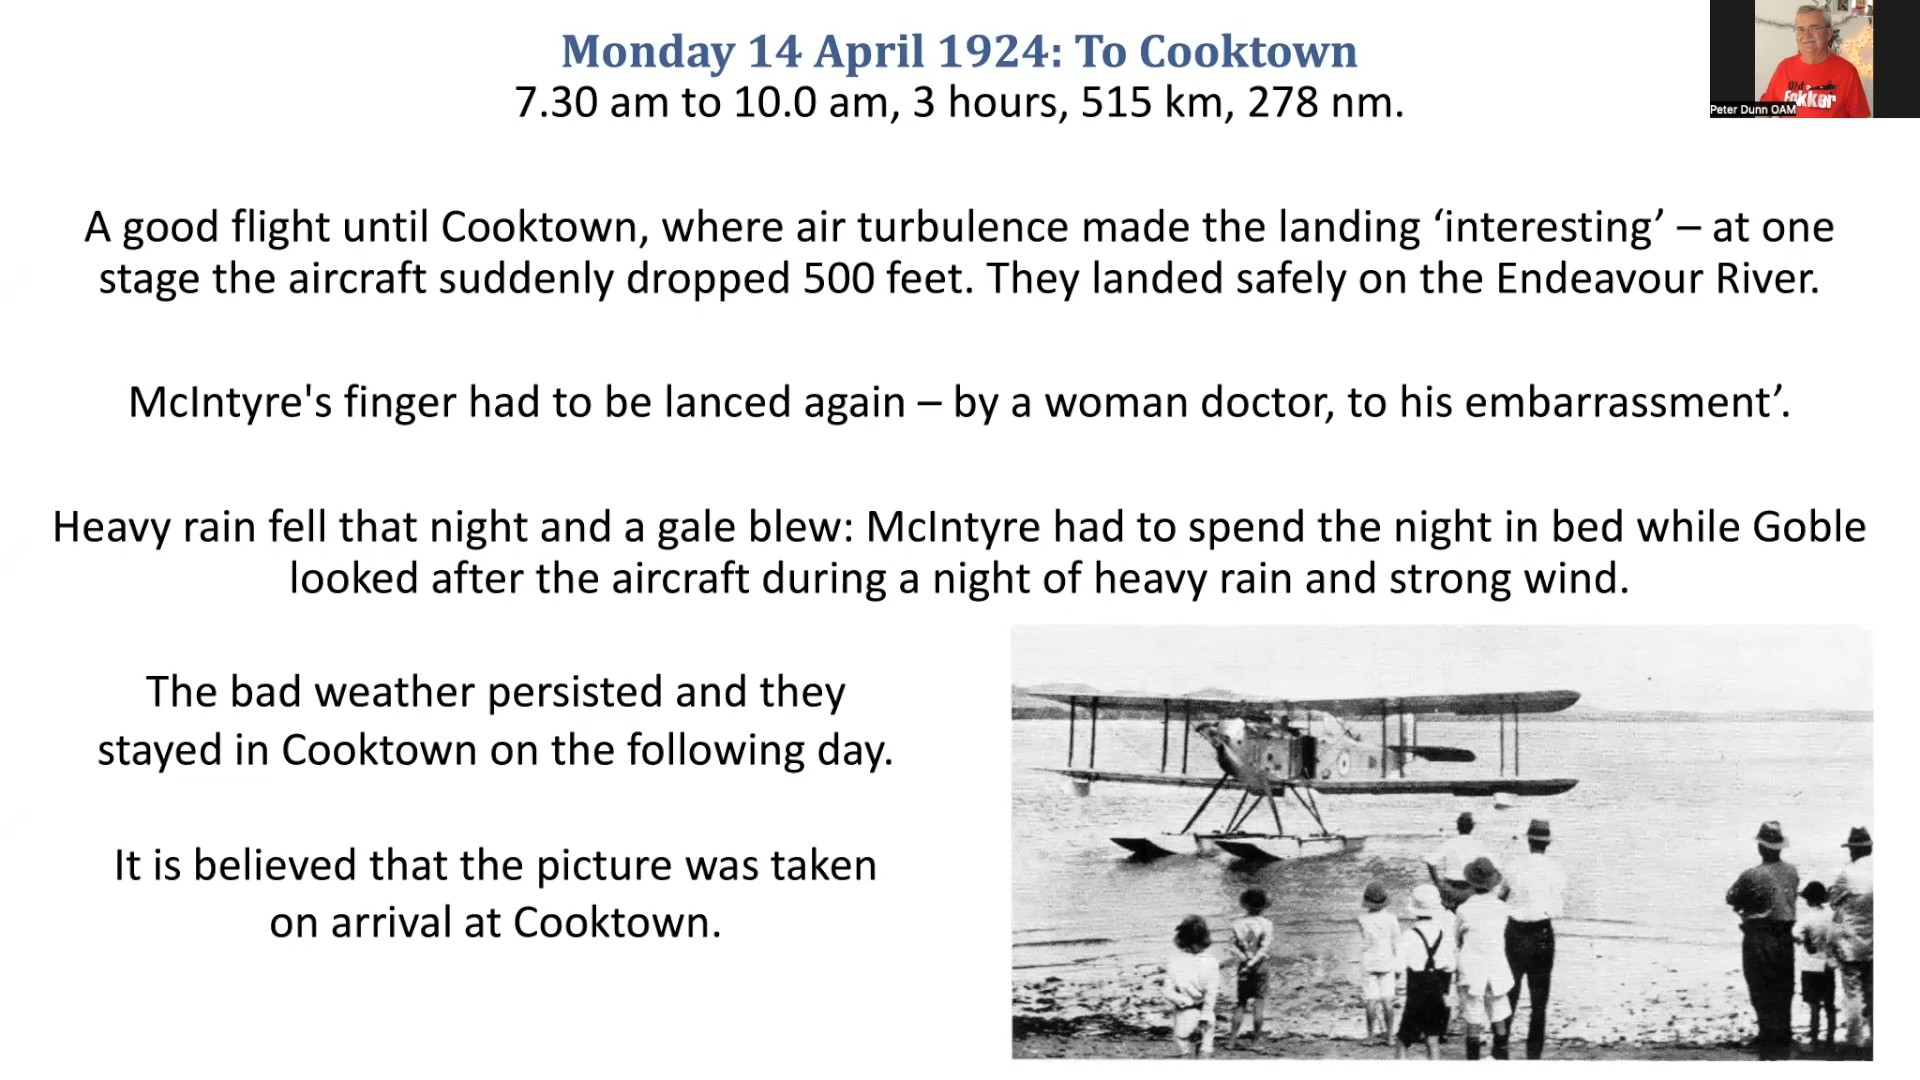 Monday 14 April 1924: To Cooktown
7.30 am to 10.0 am, 3 hours, 515 km, 278 nm.
A good flight until Cooktown, where air turbulence made the landing ‘interesting’ – at one
stage the aircraft suddenly dropped 500 feet. They landed safely on the Endeavour River.
McIntyre's finger had to be lanced again – by a woman doctor, to his embarrassment’.
Heavy rain fell that night and a gale blew: McIntyre had to spend the night in bed while Goble
looked after the aircraft during a night of heavy rain and strong wind.
The bad weather persisted and they
stayed in Cooktown on the following day.
It is believed that the picture was taken
on arrival at Cooktown.
Old
Fokker
Peter Dunn OAM